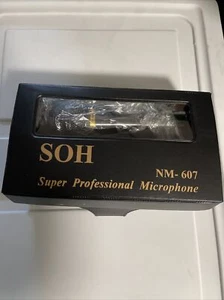 SOH
NM- 607
Super Professional Microphone